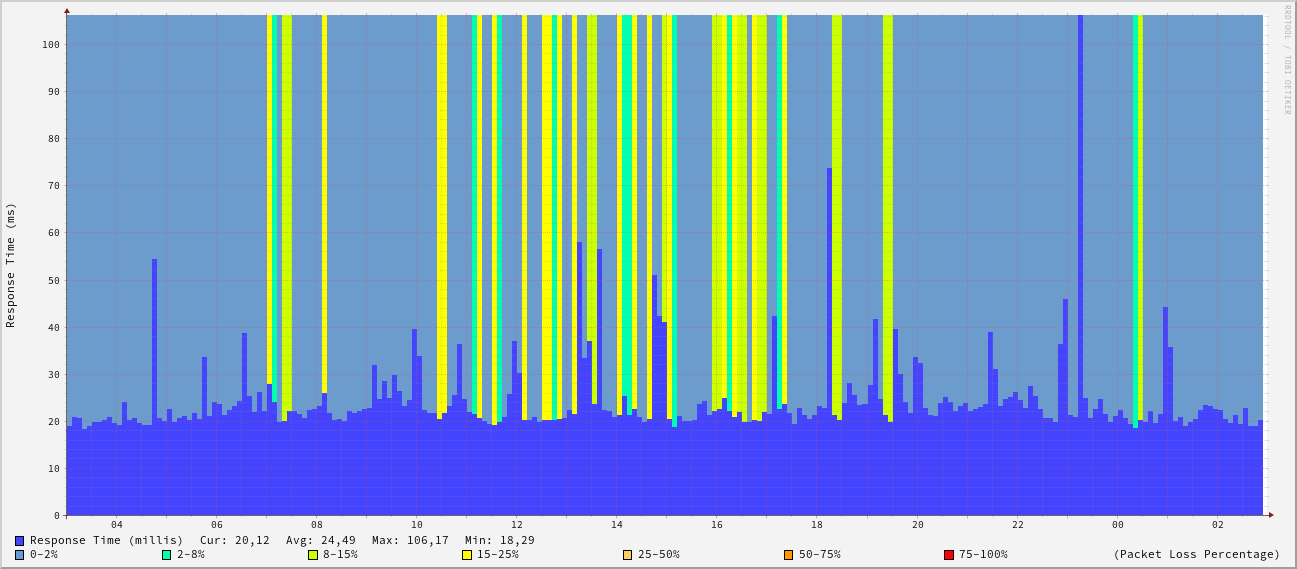 RRDTOOL / TOBI OETIKER
Response Time (ms)
100
90
80
70
60
50
40
30
20
10
0
04 06 08 10 12 14 16 18 20 22 00 02
Response Time (millis) Cur: 20,12 Avg: 24,49 Max: 106,17 Min: 18,29
0-2% 2-8% 8-15% 15-25% 25-50% 50-75% 75-100% (Packet Loss Percentage)